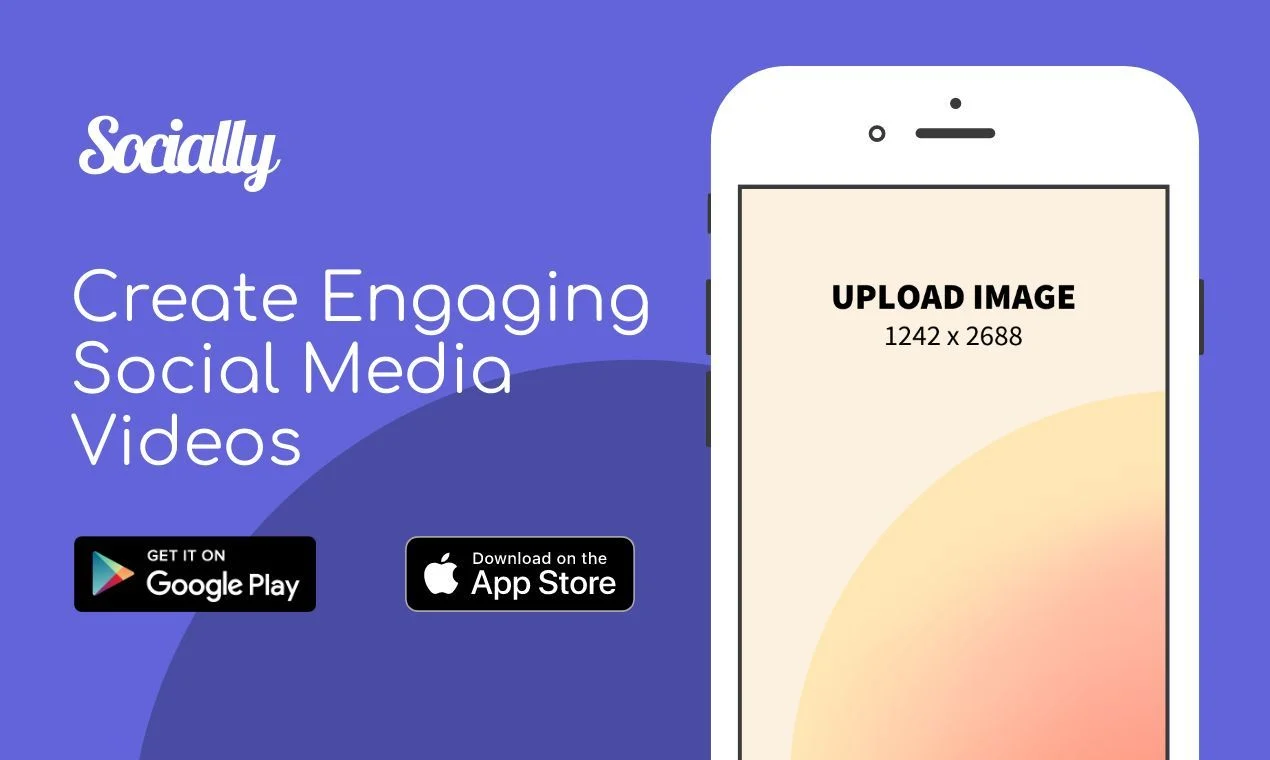 Socially
Create Engaging
Social Media
Videos
GET IT ON
Google Play
Download on the
App Store
UPLOAD IMAGE
1242 x 2688